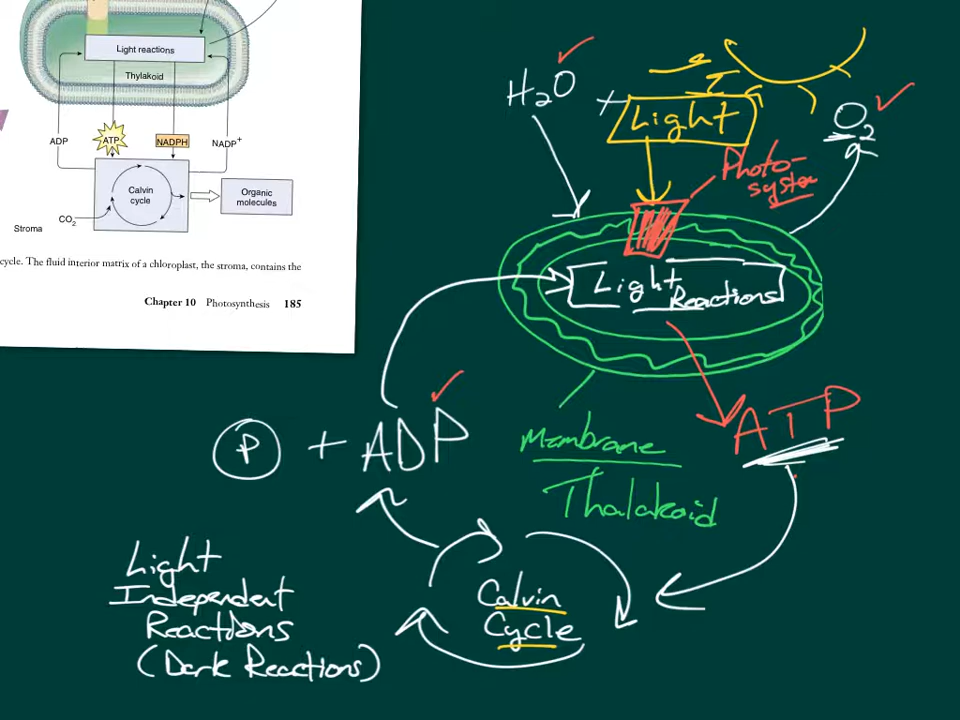 Light reactions
Thylakoid
ADP
ATP
NADPH
NADP+
Calvin
cycle
Organic
molecules
CO2
Stroma
cycle. The fluid interior matrix of a chloroplast, the stroma, contains the
Chapter 10 Photosynthesis 185
H2O
+
Light
O2
Photo-
system
Light
Reactions
P + ADP
ATP
Membrane
Thalakoid
Calvin
Cycle
Light
Independent
Reactions
(Dark Reactions)